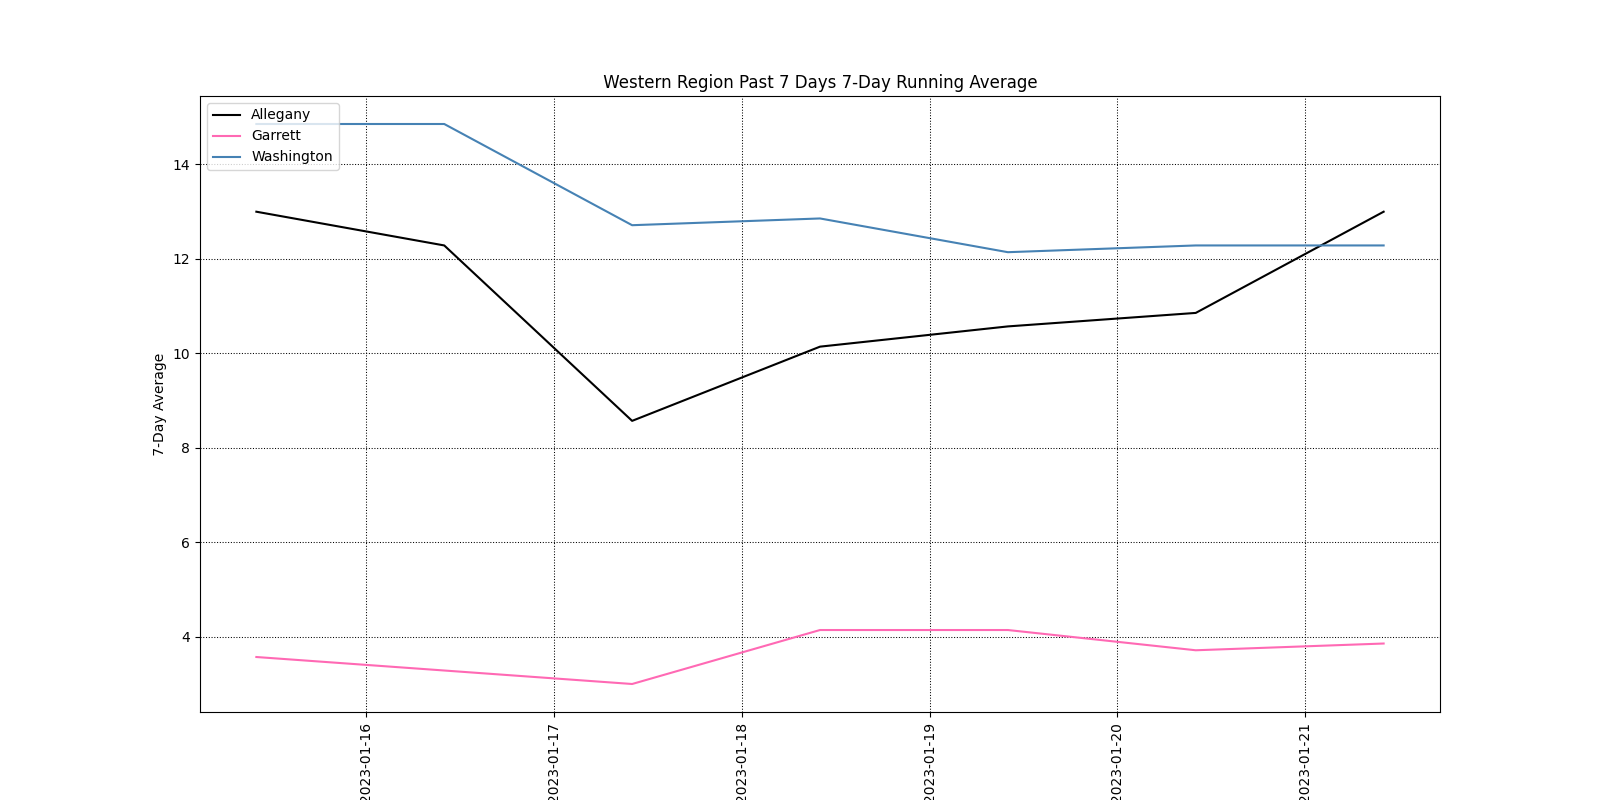 Western Region Past 7 Days 7-Day Running Average
Allegany
Garrett
Washington
7-Day Average
14
12
10
8
6
4
2023-01-16
2023-01-17
2023-01-18
2023-01-19
2023-01-20
2023-01-21